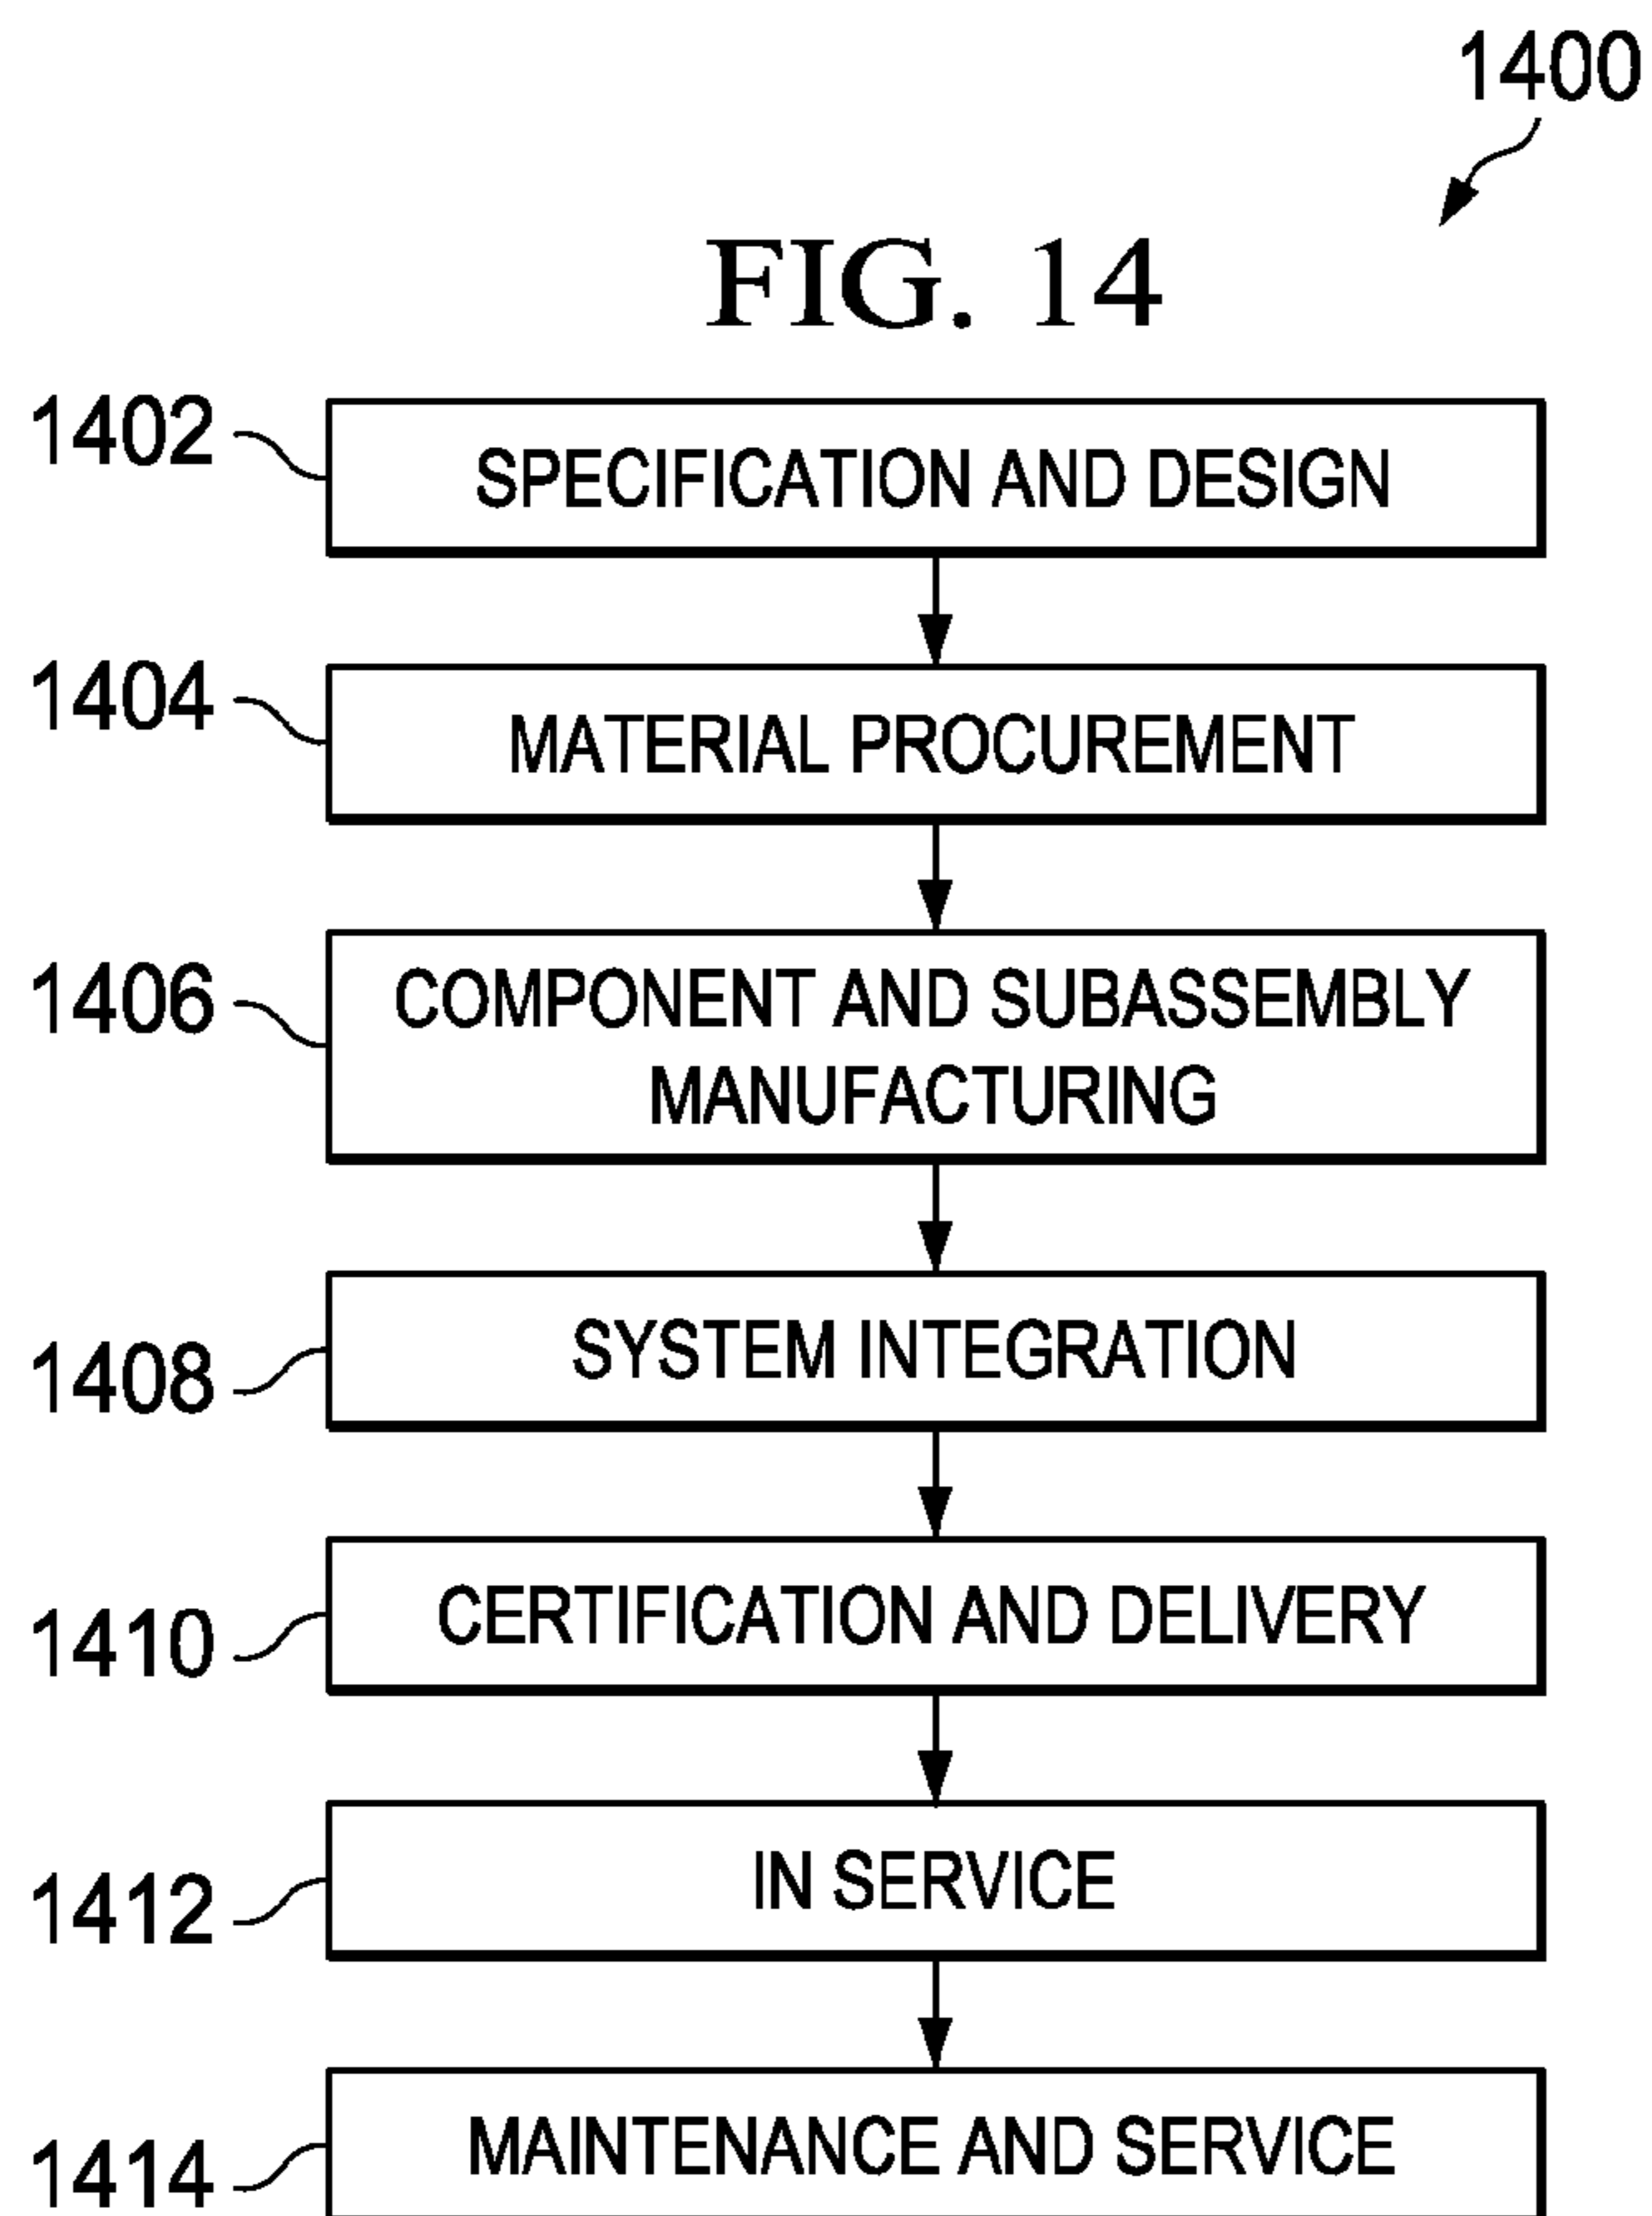 1400
FIG. 14
1402
SPECIFICATION AND DESIGN
1404
MATERIAL PROCUREMENT
1406
COMPONENT AND SUBASSEMBLY
MANUFACTURING
1408
SYSTEM INTEGRATION
1410
CERTIFICATION AND DELIVERY
1412
IN SERVICE
1414
MAINTENANCE AND SERVICE